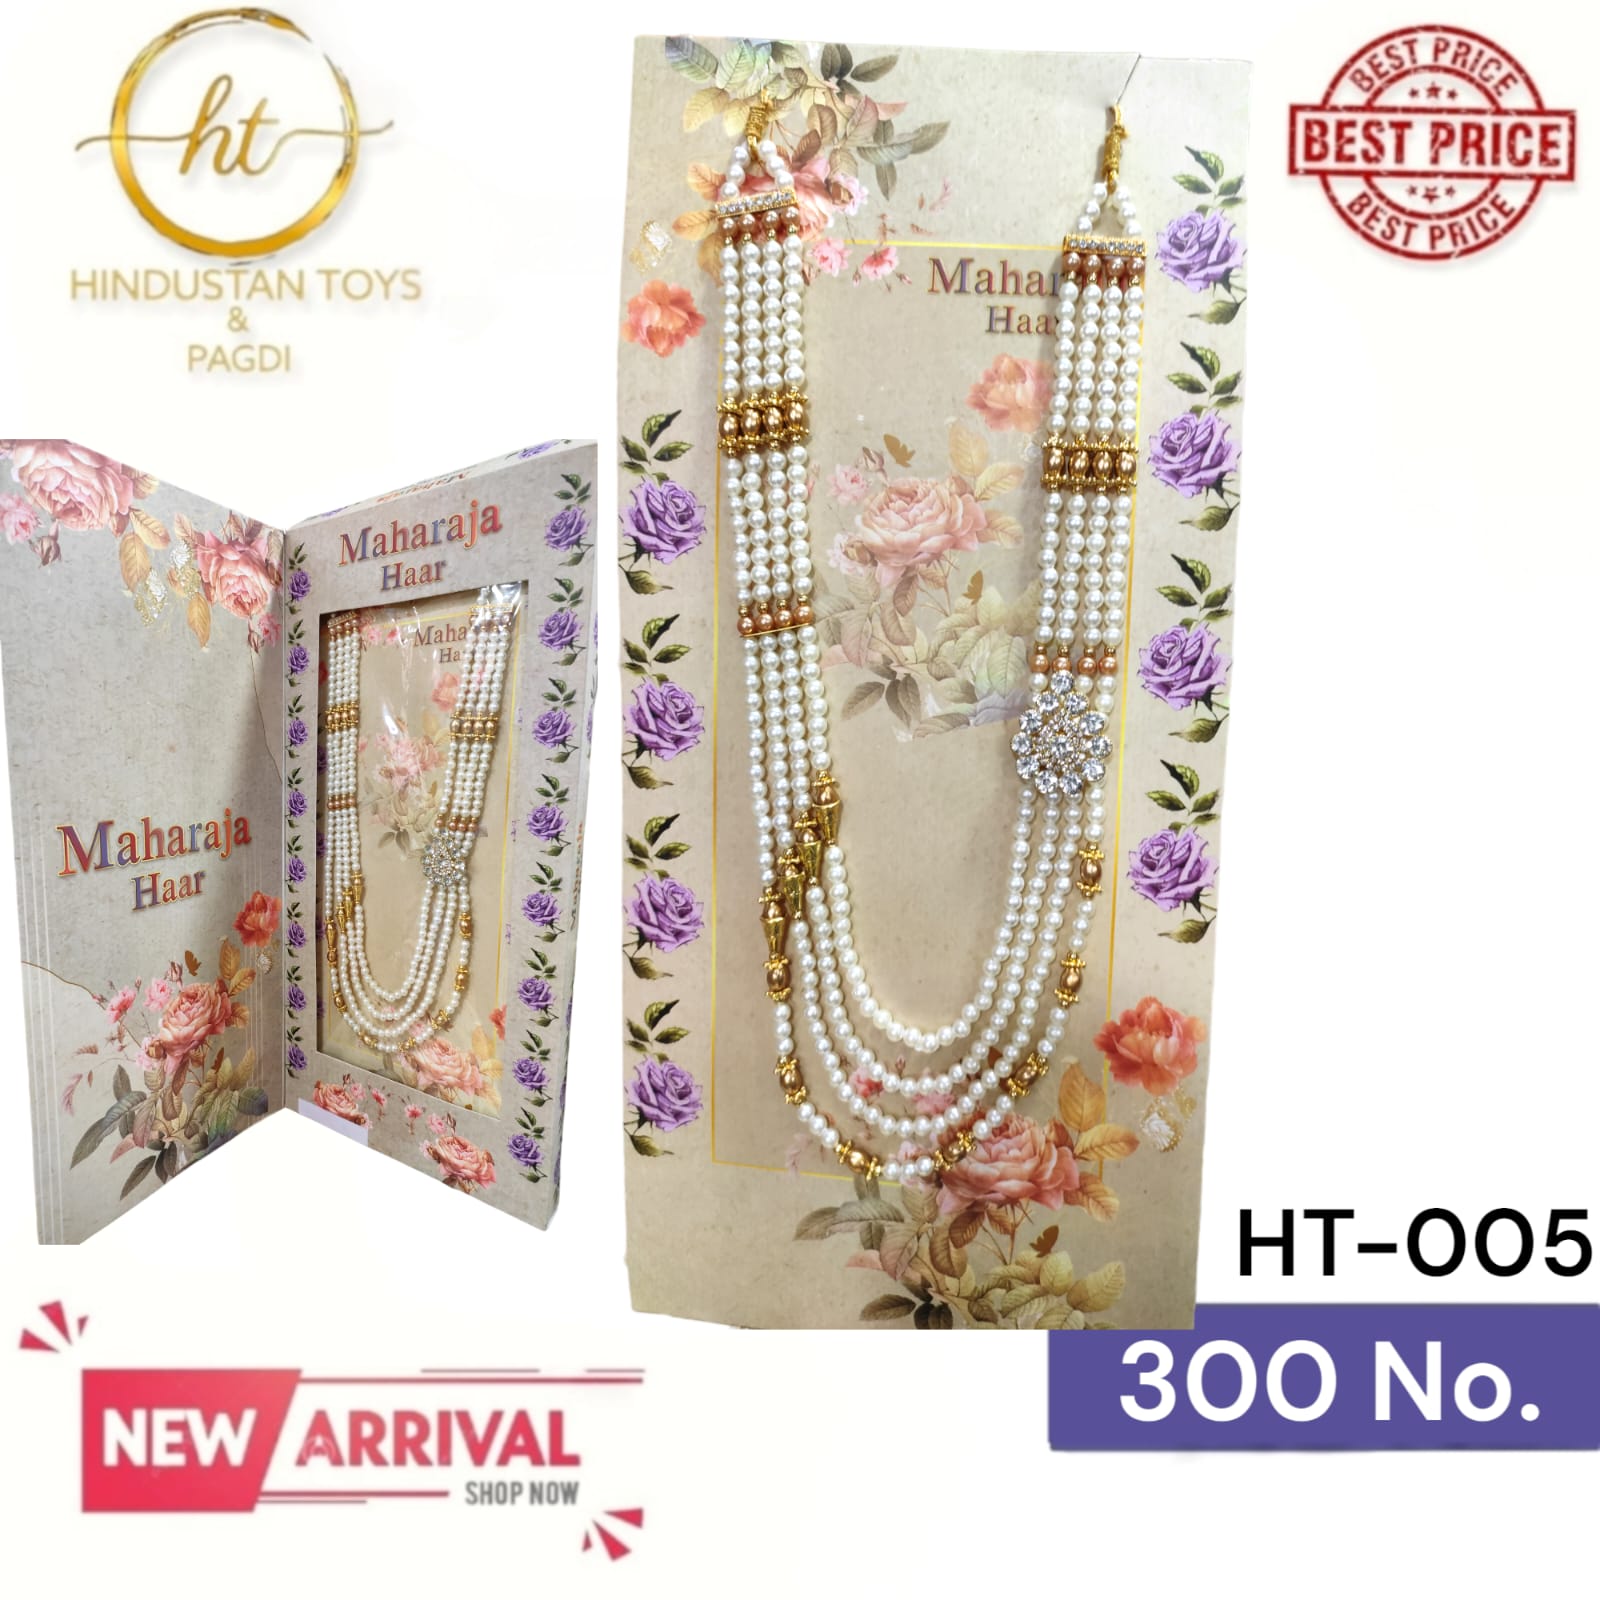 ht
HINDUSTAN TOYS
&
PAGDI
BEST PRICE
BEST PRICE
BEST PRICE
Maharaja
Haar
Maharaja
Haar
Maha
Ha
Mahar
Haa
HT-005
300 No.
NEW ARRIVAL
SHOP NOW